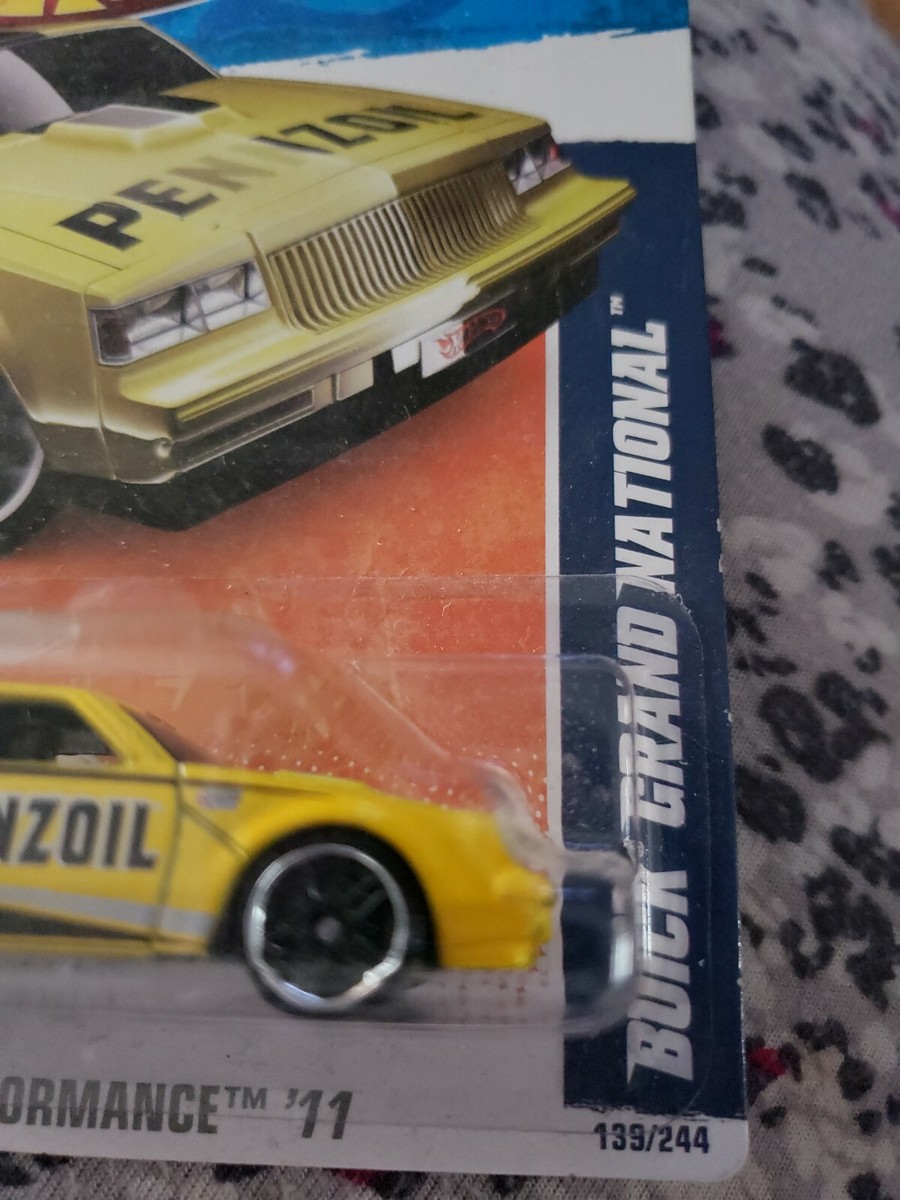 PENNZOIL
BUICK® GRAND NATIONAL™
NZOIL
ORMANCE™ '11
139/244